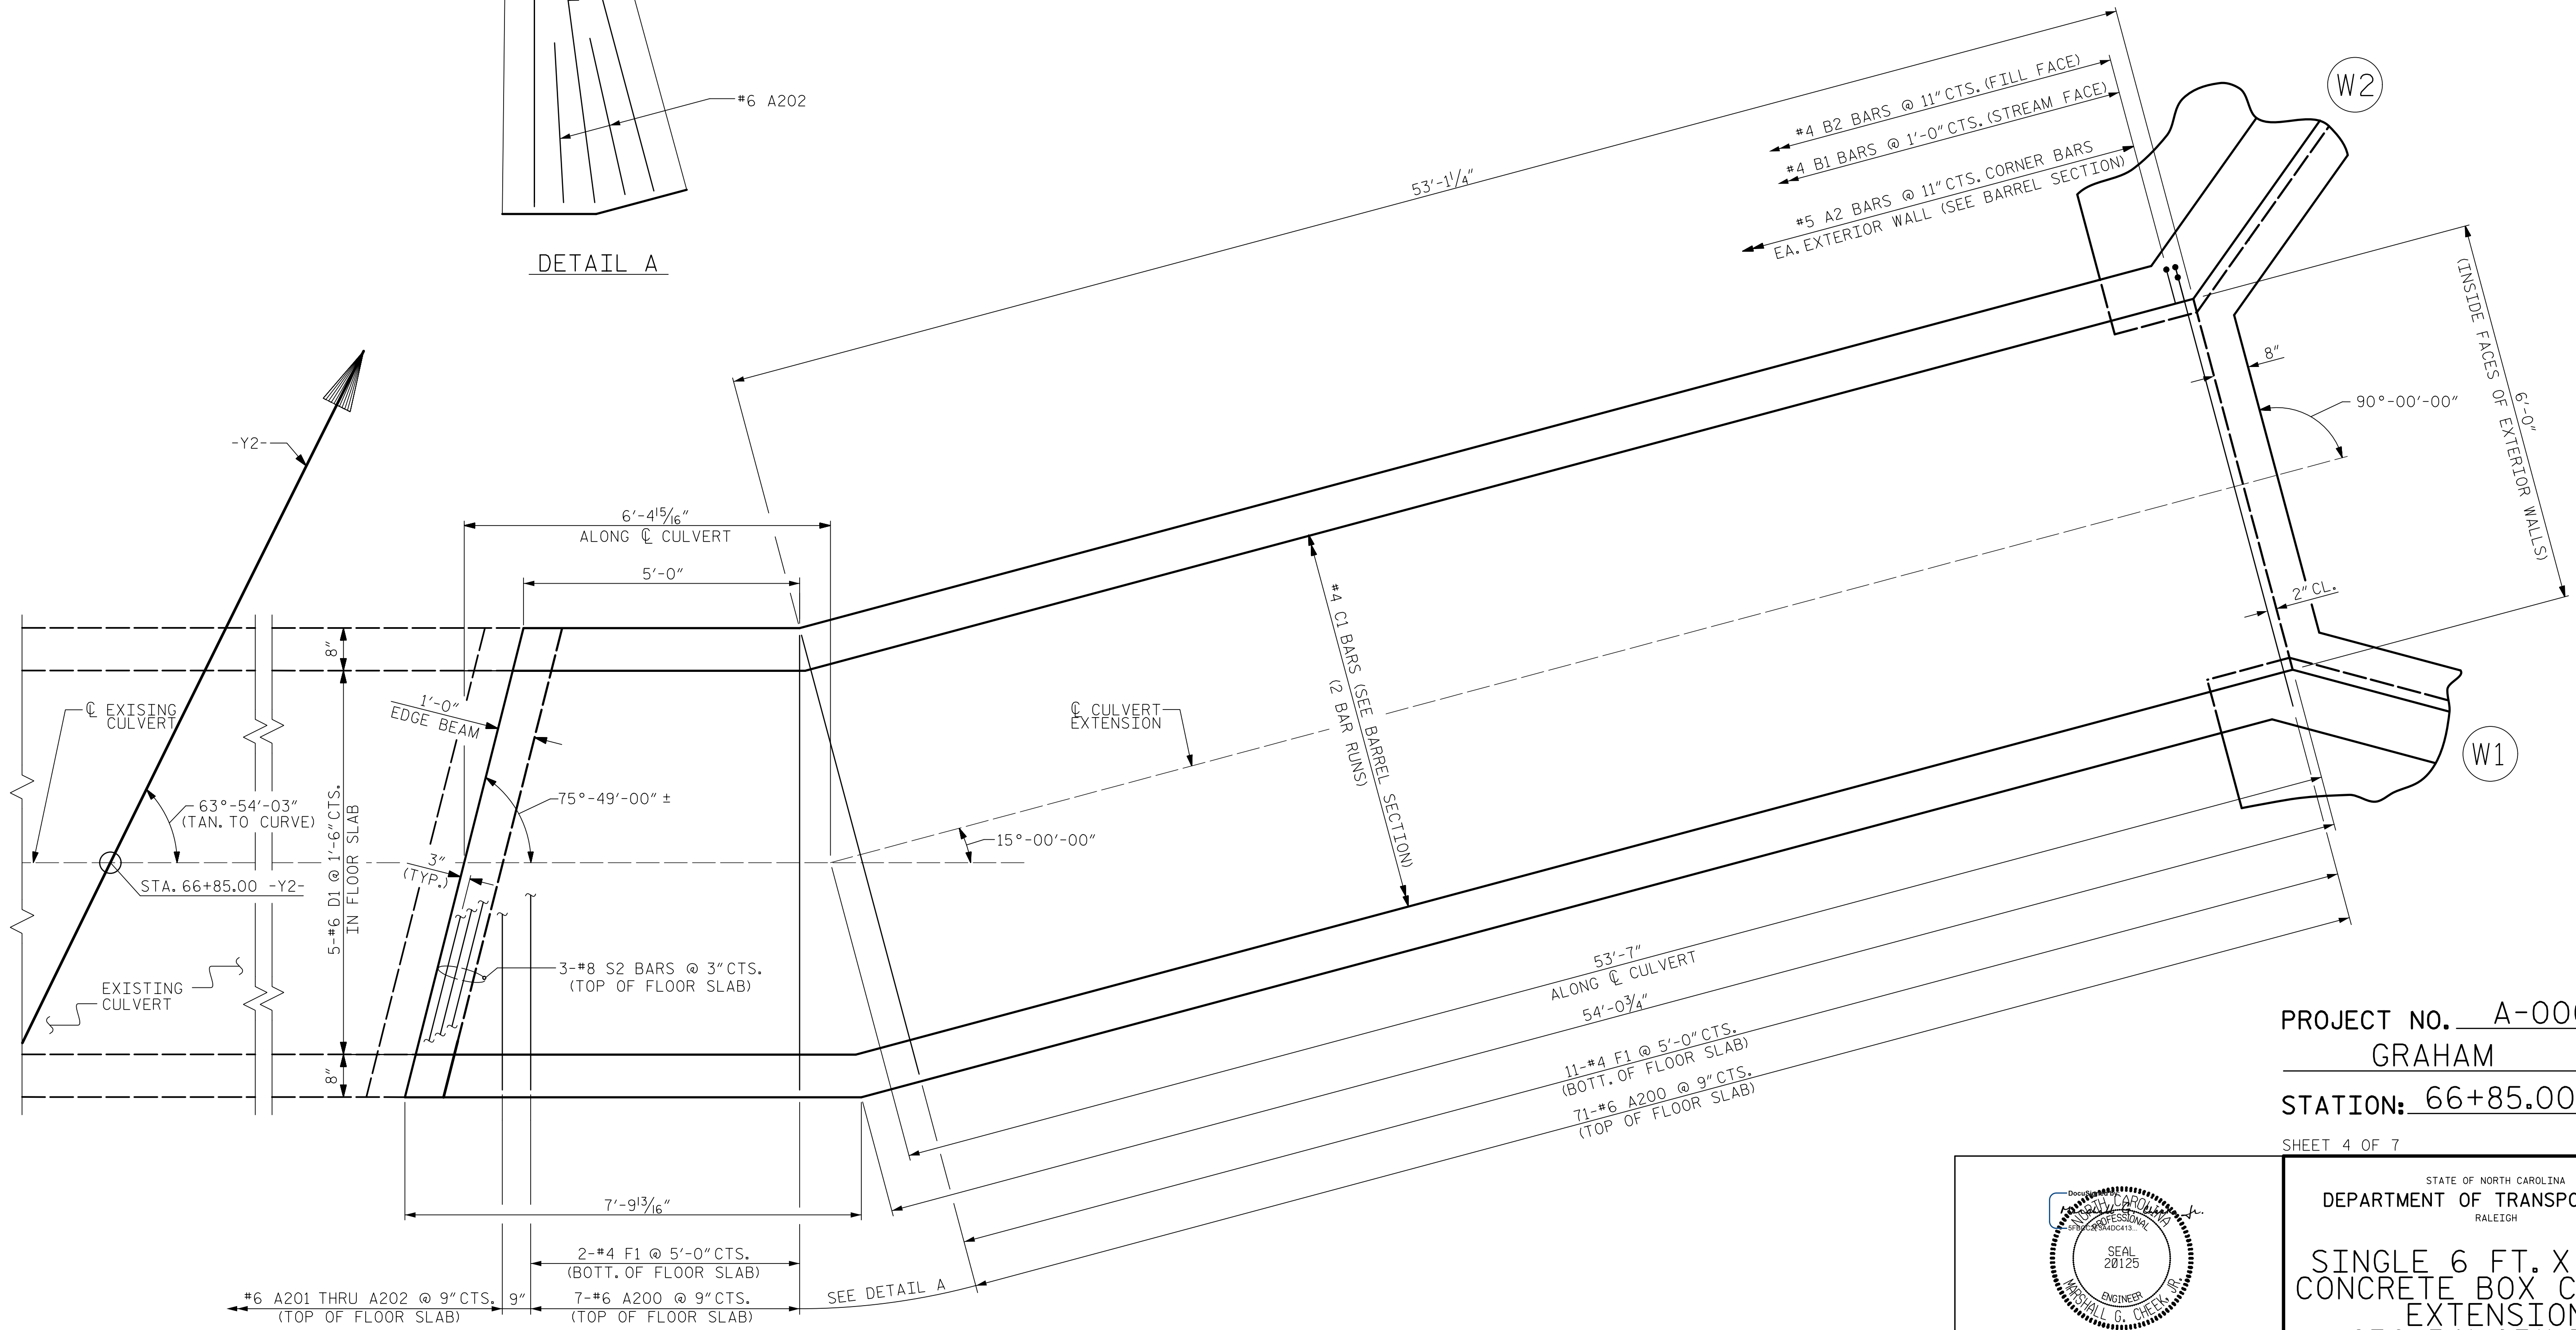 #6 A202
DETAIL A
#4 B2 BARS @ 11" CTS. (FILL FACE)
#4 B1 BARS @ 1'-0" CTS. (STREAM FACE)
#5 A2 BARS @ 11" CTS. CORNER BARS
EA. EXTERIOR WALL (SEE BARREL SECTION)
53'-1 1/4"
W2
8"
90°-00'-00"
6'-0"
(INSIDE FACES OF EXTERIOR WALLS)
2" CL.
W1
-Y2-
6'-4 15/16"
ALONG ℄ CULVERT
5'-0"
8"
℄ EXISING
CULVERT
1'-0"
EDGE BEAM
63°-54'-03"
(TAN. TO CURVE)
75°-49'-00" ±
15°-00'-00"
℄ CULVERT
EXTENSION
#4 C1 BARS (SEE BARREL SECTION)
(2 BAR RUNS)
3"
(TYP.)
STA. 66+85.00 -Y2-
5-#6 D1 @ 1'-6" CTS.
IN FLOOR SLAB
EXISTING
CULVERT
3-#8 S2 BARS @ 3" CTS.
(TOP OF FLOOR SLAB)
8"
53'-7"
ALONG ℄ CULVERT
54'-0 3/4"
11-#4 F1 @ 5'-0" CTS.
(BOTT. OF FLOOR SLAB)
71-#6 A200 @ 9" CTS.
(TOP OF FLOOR SLAB)
7'-9 13/16"
2-#4 F1 @ 5'-0" CTS.
(BOTT. OF FLOOR SLAB)
#6 A201 THRU A202 @ 9" CTS.
(TOP OF FLOOR SLAB)
9"
7-#6 A200 @ 9" CTS.
(TOP OF FLOOR SLAB)
SEE DETAIL A
PROJECT NO. A-00
GRAHAM
STATION: 66+85.00
SHEET 4 OF 7
STATE OF NORTH CAROLINA
DEPARTMENT OF TRANSPO
RALEIGH
SINGLE 6 FT. X
CONCRETE BOX C
EXTENSION
NORTH CAROLINA
PROFESSIONAL
SEAL
20125
ENGINEER
MARSHALL G. CHEEK, JR.